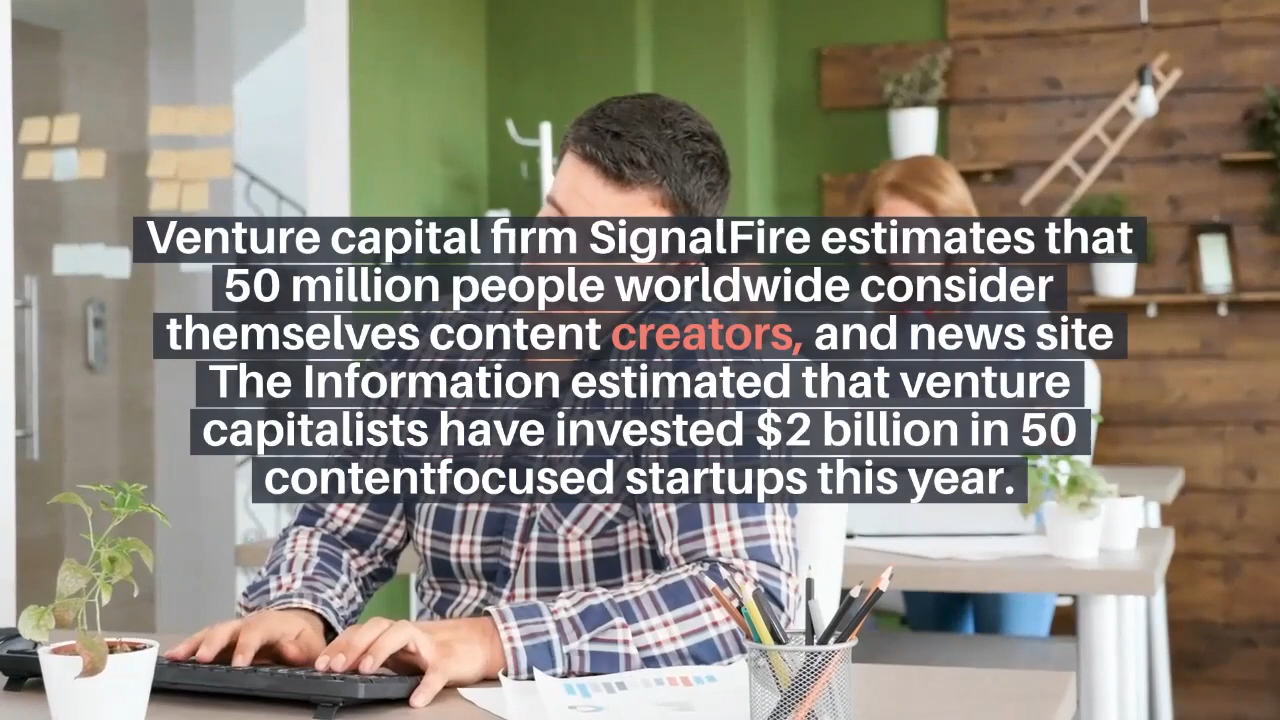 Venture capital firm SignalFire estimates that
50 million people worldwide consider
themselves content creators, and news site
The Information estimated that venture
capitalists have invested $2 billion in 50
contentfocused startups this year.